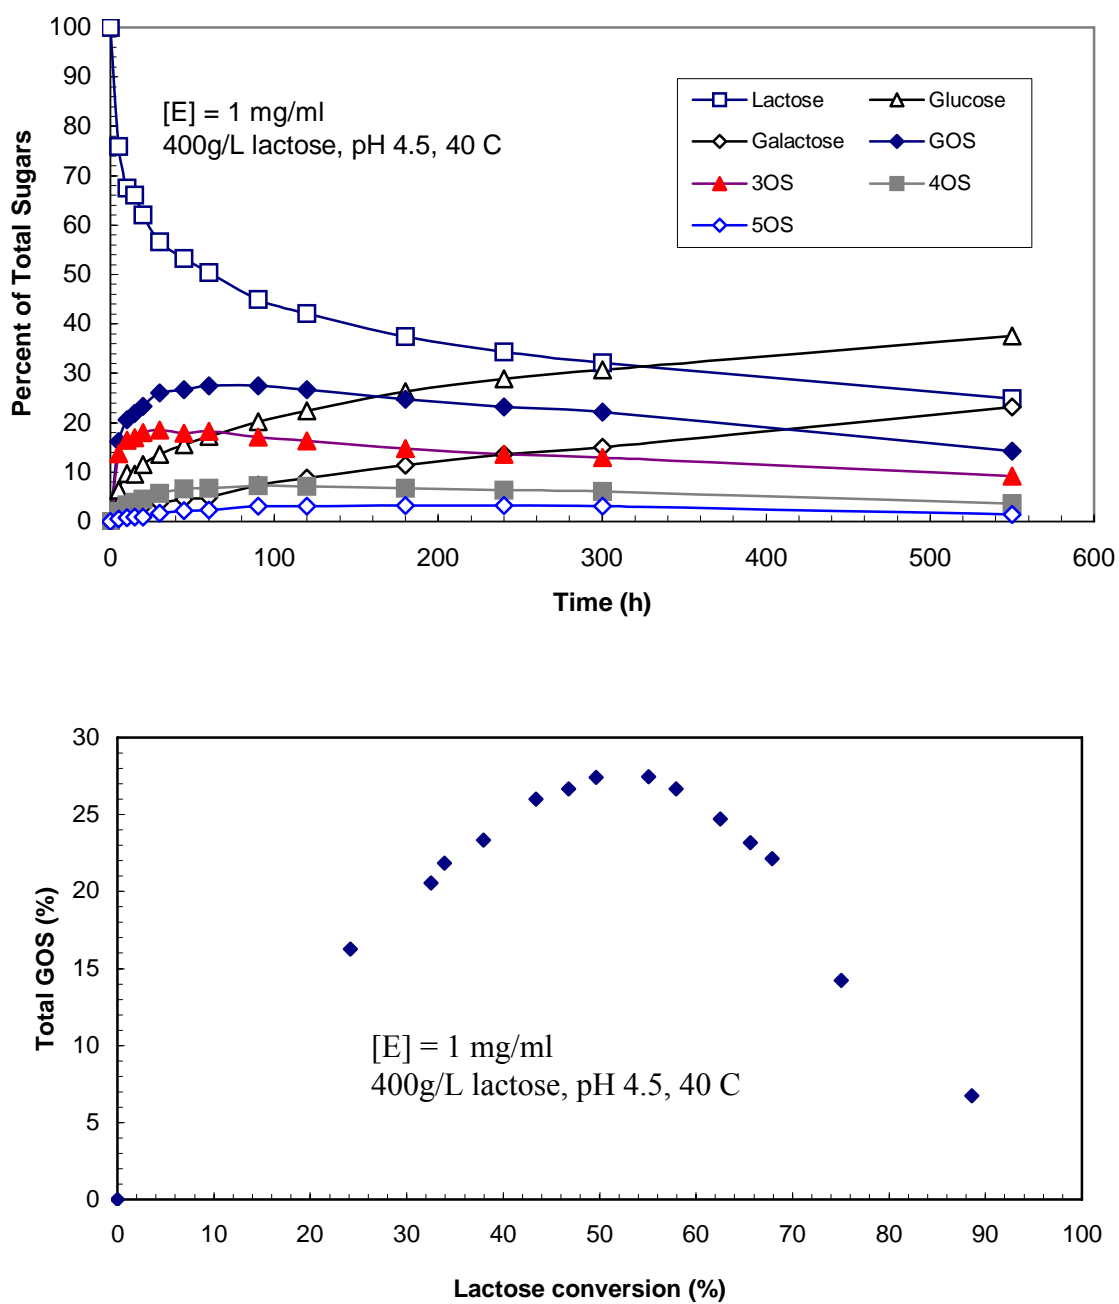 100
90
80
70
60
50
40
30
20
10
0
Percent of Total Sugars
[E] = 1 mg/ml
400g/L lactose, pH 4.5, 40 C
Lactose Glucose
Galactose GOS
3OS 4OS
5OS
0 100 200 300 400 500 600
Time (h)
30
25
20
15
10
5
0
Total GOS (%)
[E] = 1 mg/ml
400g/L lactose, pH 4.5, 40 C
0 10 20 30 40 50 60 70 80 90 100
Lactose conversion (%)